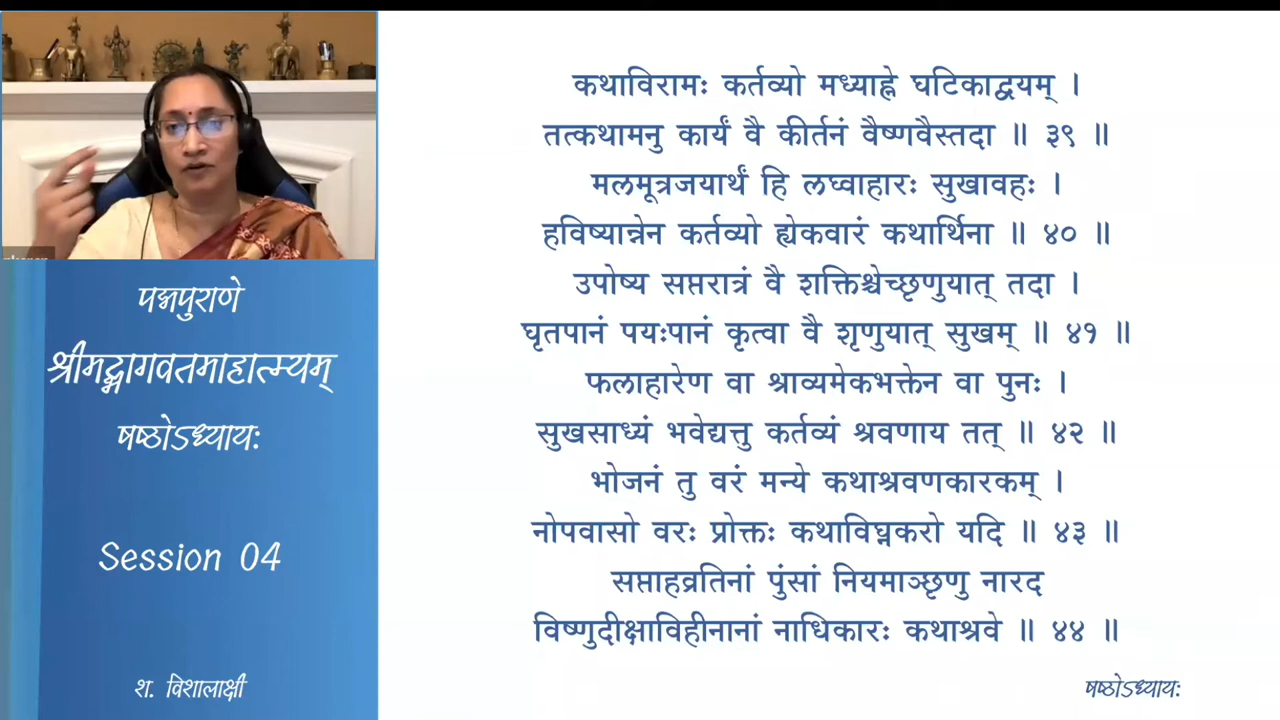 पद्मपुराणे
श्रीमद्भागवतमाहात्म्यम्
षष्ठोऽध्यायः
Session 04
श. विशालाक्षी
कथाविरामः कर्तव्यो मध्याह्ने घटिकाद्वयम् ।
तत्कथामनु कार्यं वै कीर्तनं वैष्णवैस्तदा ॥ ३९ ॥
मलमूत्रजयार्थं हि लघ्वाहारः सुखावहः ।
हविष्यान्नेन कर्तव्यो ह्येकवारं कथार्थिना ॥ ४० ॥
उपोष्य सप्तरात्रं वै शक्तिश्चेच्छृणुयात् तदा ।
घृतपानं पयःपानं कृत्वा वै शृणुयात् सुखम् ॥ ४१ ॥
फलाहारेण वा श्राव्यमेकभक्तेन वा पुनः ।
सुखसाध्यं भवेद्यत्तु कर्तव्यं श्रवणाय तत् ॥ ४२ ॥
भोजनं तु वरं मन्ये कथाश्रवणकारकम् ।
नोपवासो वरः प्रोक्तः कथाविघ्नकरो यदि ॥ ४३ ॥
सप्ताहव्रतिनां पुंसां नियमाञ्छृणु नारद
विष्णुदीक्षाविहीनानां नाधिकारः कथाश्रवे ॥ ४४ ॥
षष्ठोऽध्यायः